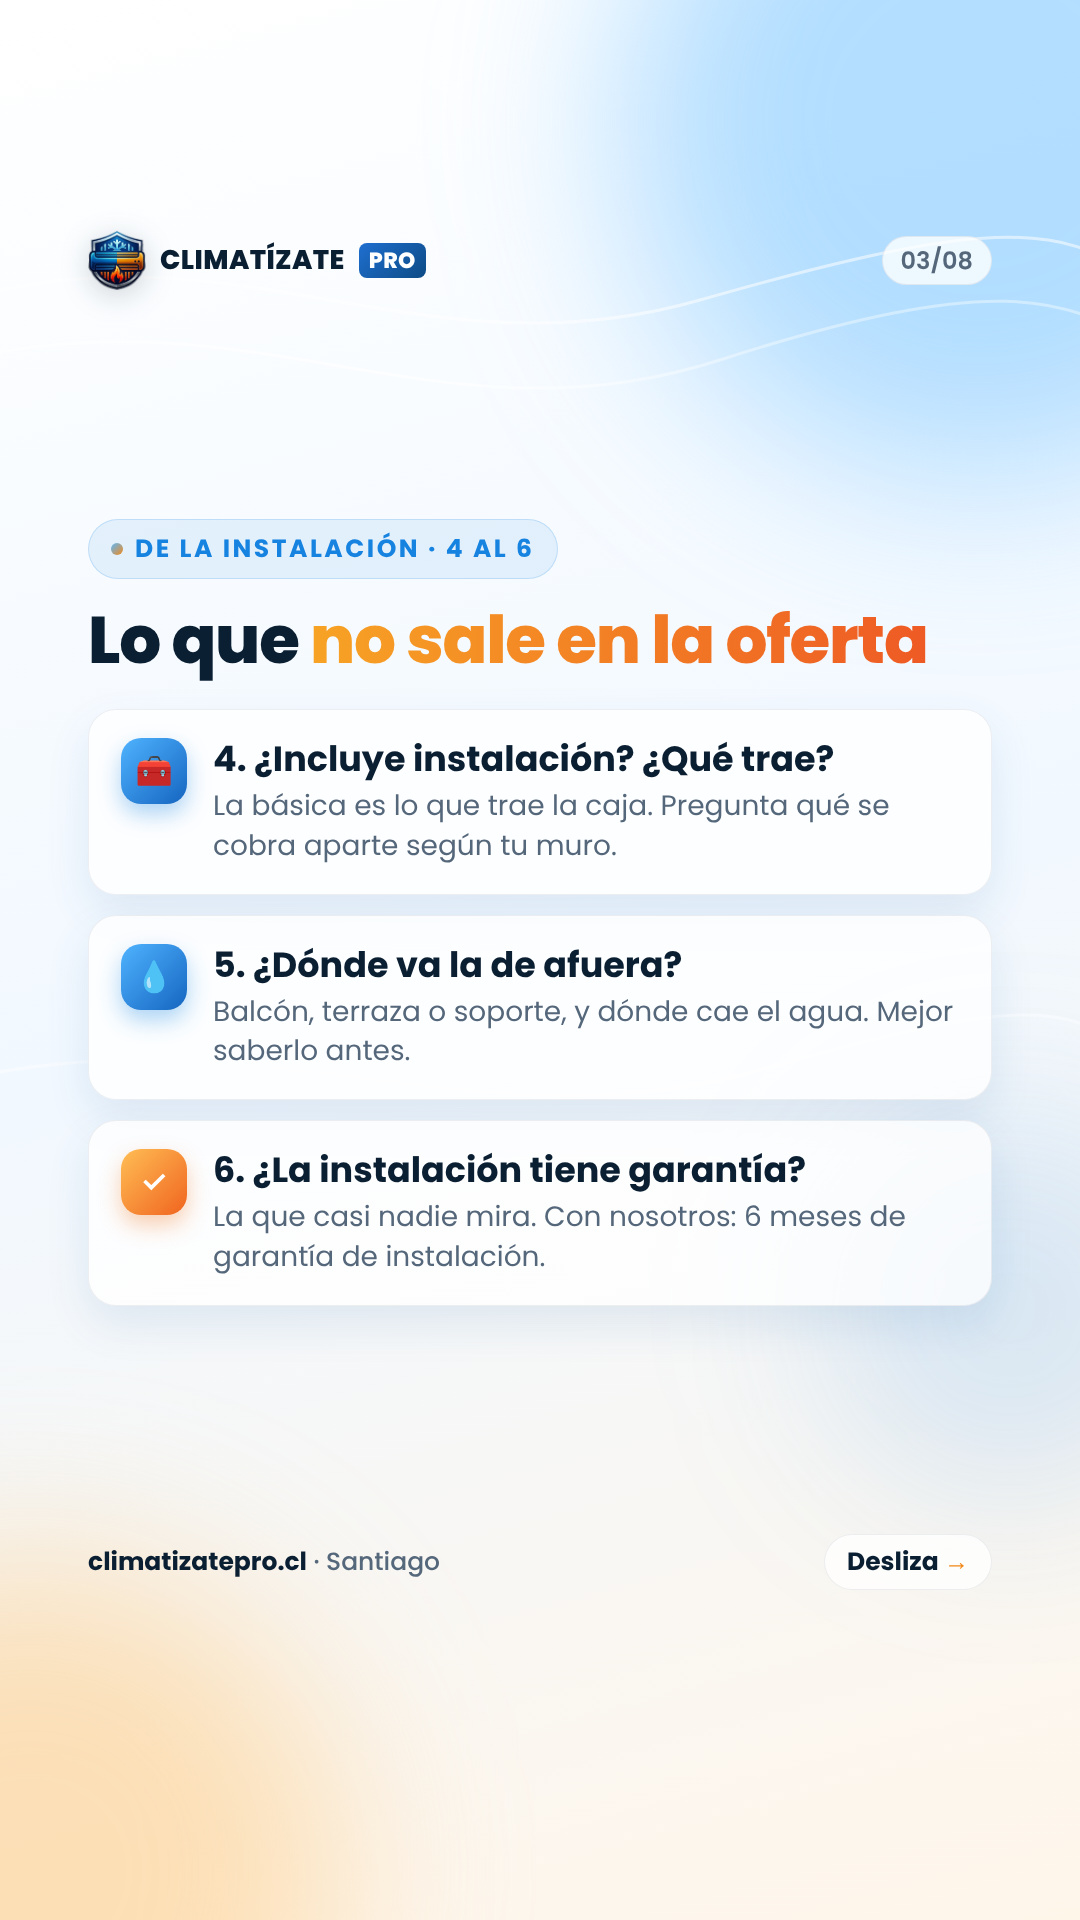 CLIMATÍZATE PRO
03/08
DE LA INSTALACIÓN · 4 AL 6
Lo que no sale en la oferta
4. ¿Incluye instalación? ¿Qué trae?
La básica es lo que trae la caja. Pregunta qué se
cobra aparte según tu muro.
5. ¿Dónde va la de afuera?
Balcón, terraza o soporte, y dónde cae el agua. Mejor
saberlo antes.
6. ¿La instalación tiene garantía?
La que casi nadie mira. Con nosotros: 6 meses de
garantía de instalación.
climatizatepro.cl · Santiago
Desliza →